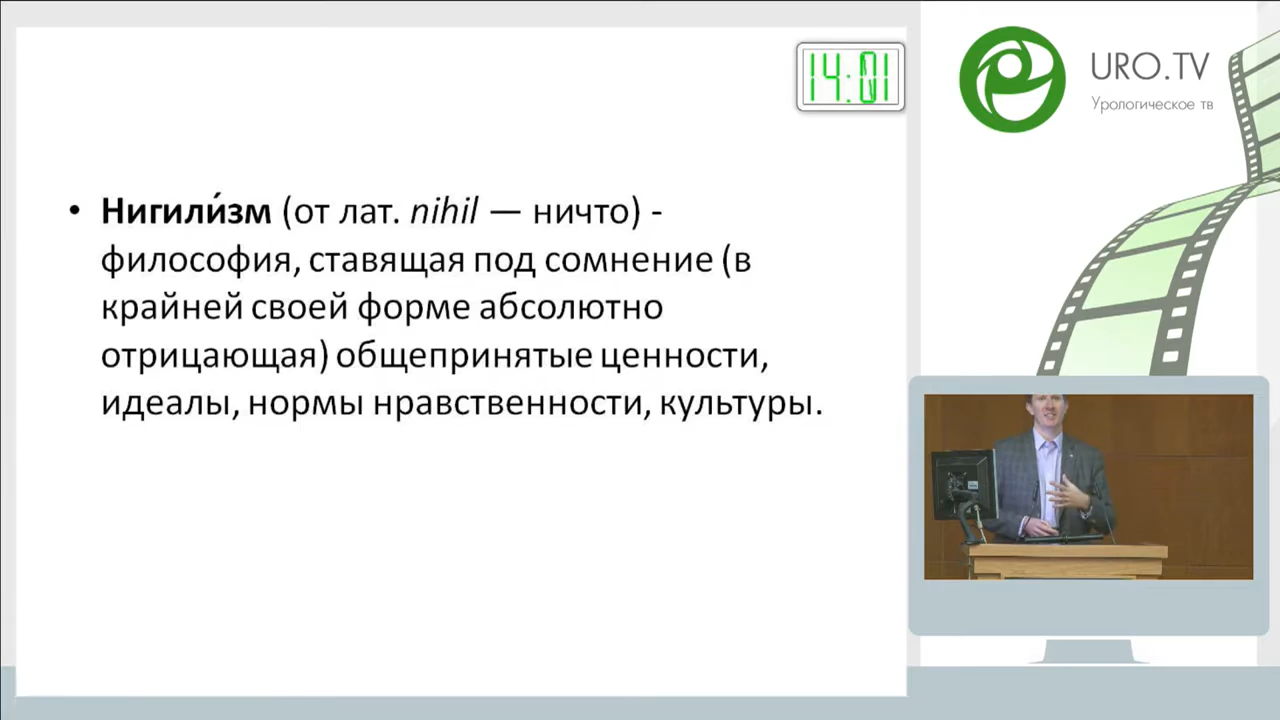 14:01
URO.TV
Урологическое тв
• Нигили́зм (от лат. nihil — ничто) -
философия, ставящая под сомнение (в
крайней своей форме абсолютно
отрицающая) общепринятые ценности,
идеалы, нормы нравственности, культуры.